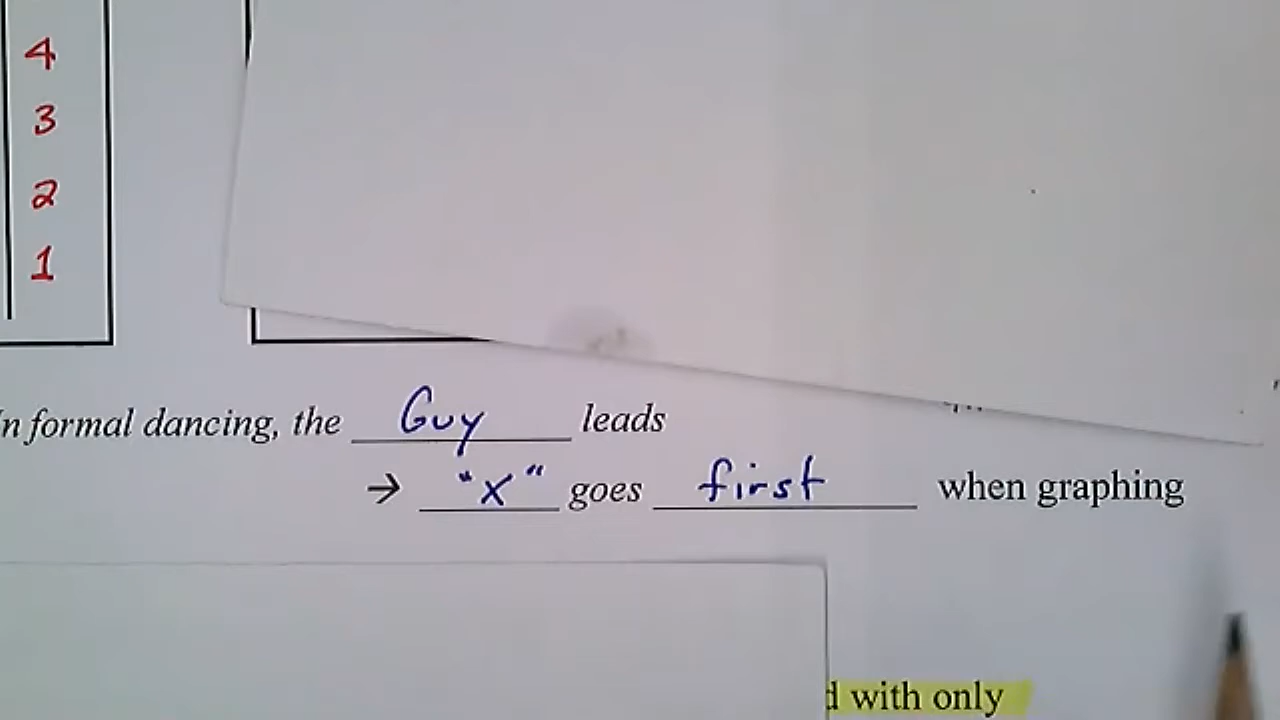 4
3
2
1
In formal dancing, the Guy leads
→ "x" goes first when graphing
with only